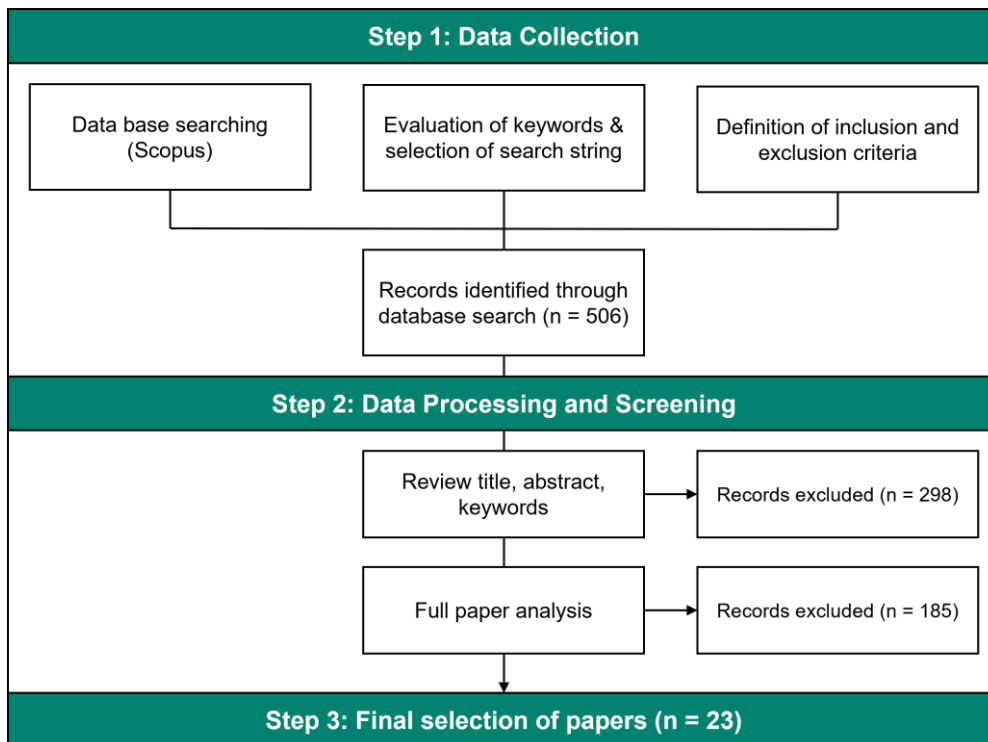 Step 1: Data Collection
Data base searching
(Scopus)
Evaluation of keywords &
selection of search string
Definition of inclusion and
exclusion criteria
Records identified through
database search (n = 506)
Step 2: Data Processing and Screening
Review title, abstract,
keywords
Records excluded (n = 298)
Full paper analysis
Records excluded (n = 185)
Step 3: Final selection of papers (n = 23)